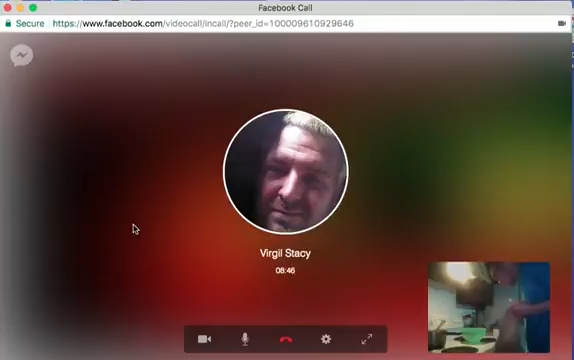 Facebook Call
Secure https://www.facebook.com/videocall/incall/?peer_id=100009610929646
Virgil Stacy
08:46